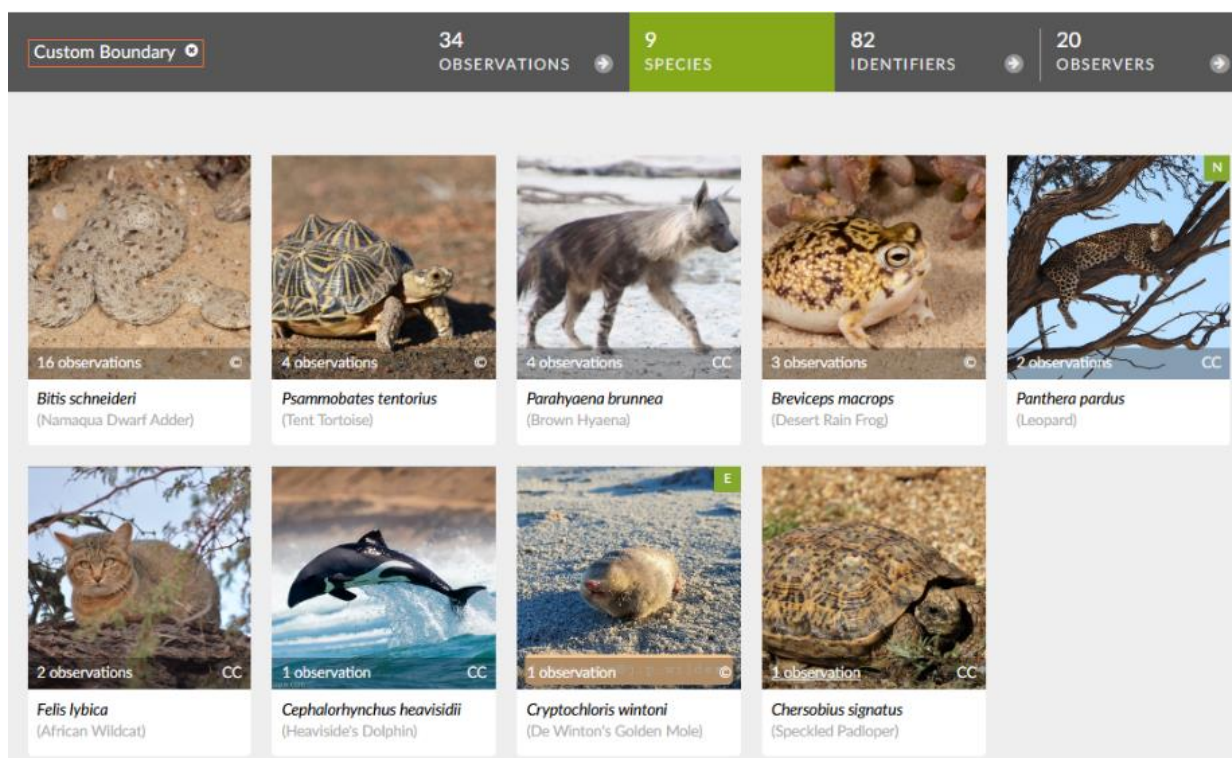 Custom Boundary
34
OBSERVATIONS
9
SPECIES
82
IDENTIFIERS
20
OBSERVERS
16 observations ©
Bitis schneideri
(Namaqua Dwarf Adder)
4 observations ©
Psammobates tentorius
(Tent Tortoise)
4 observations CC
Parahyaena brunnea
(Brown Hyaena)
3 observations ©
Breviceps macrops
(Desert Rain Frog)
N
2 observations CC
Panthera pardus
(Leopard)
2 observations CC
Felis lybica
(African Wildcat)
1 observation CC
Cephalorhynchus heavisidii
(Heaviside's Dolphin)
E
1 observation ©
Cryptochloris wintoni
(De Winton's Golden Mole)
1 observation CC
Chersobius signatus
(Speckled Padloper)